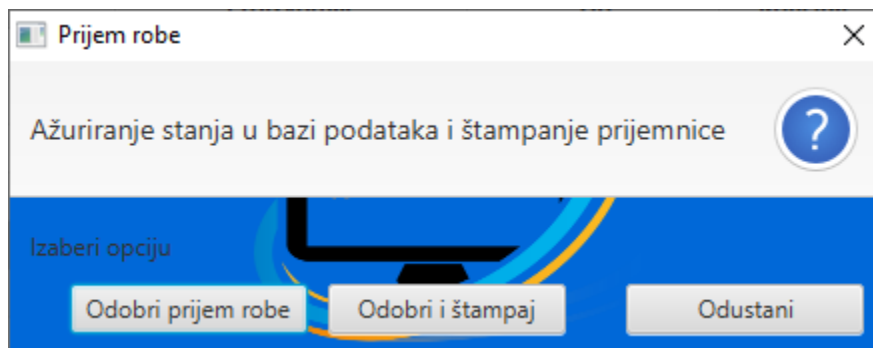 Prijem robe
Ažuriranje stanja u bazi podataka i štampanje prijemnice
?
Izaberi opciju
Odobri prijem robe Odobri i štampaj Odustani